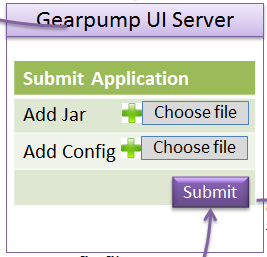 Gearpump UI Server
Submit Application
Add Jar Choose file
Add Config Choose file
Submit